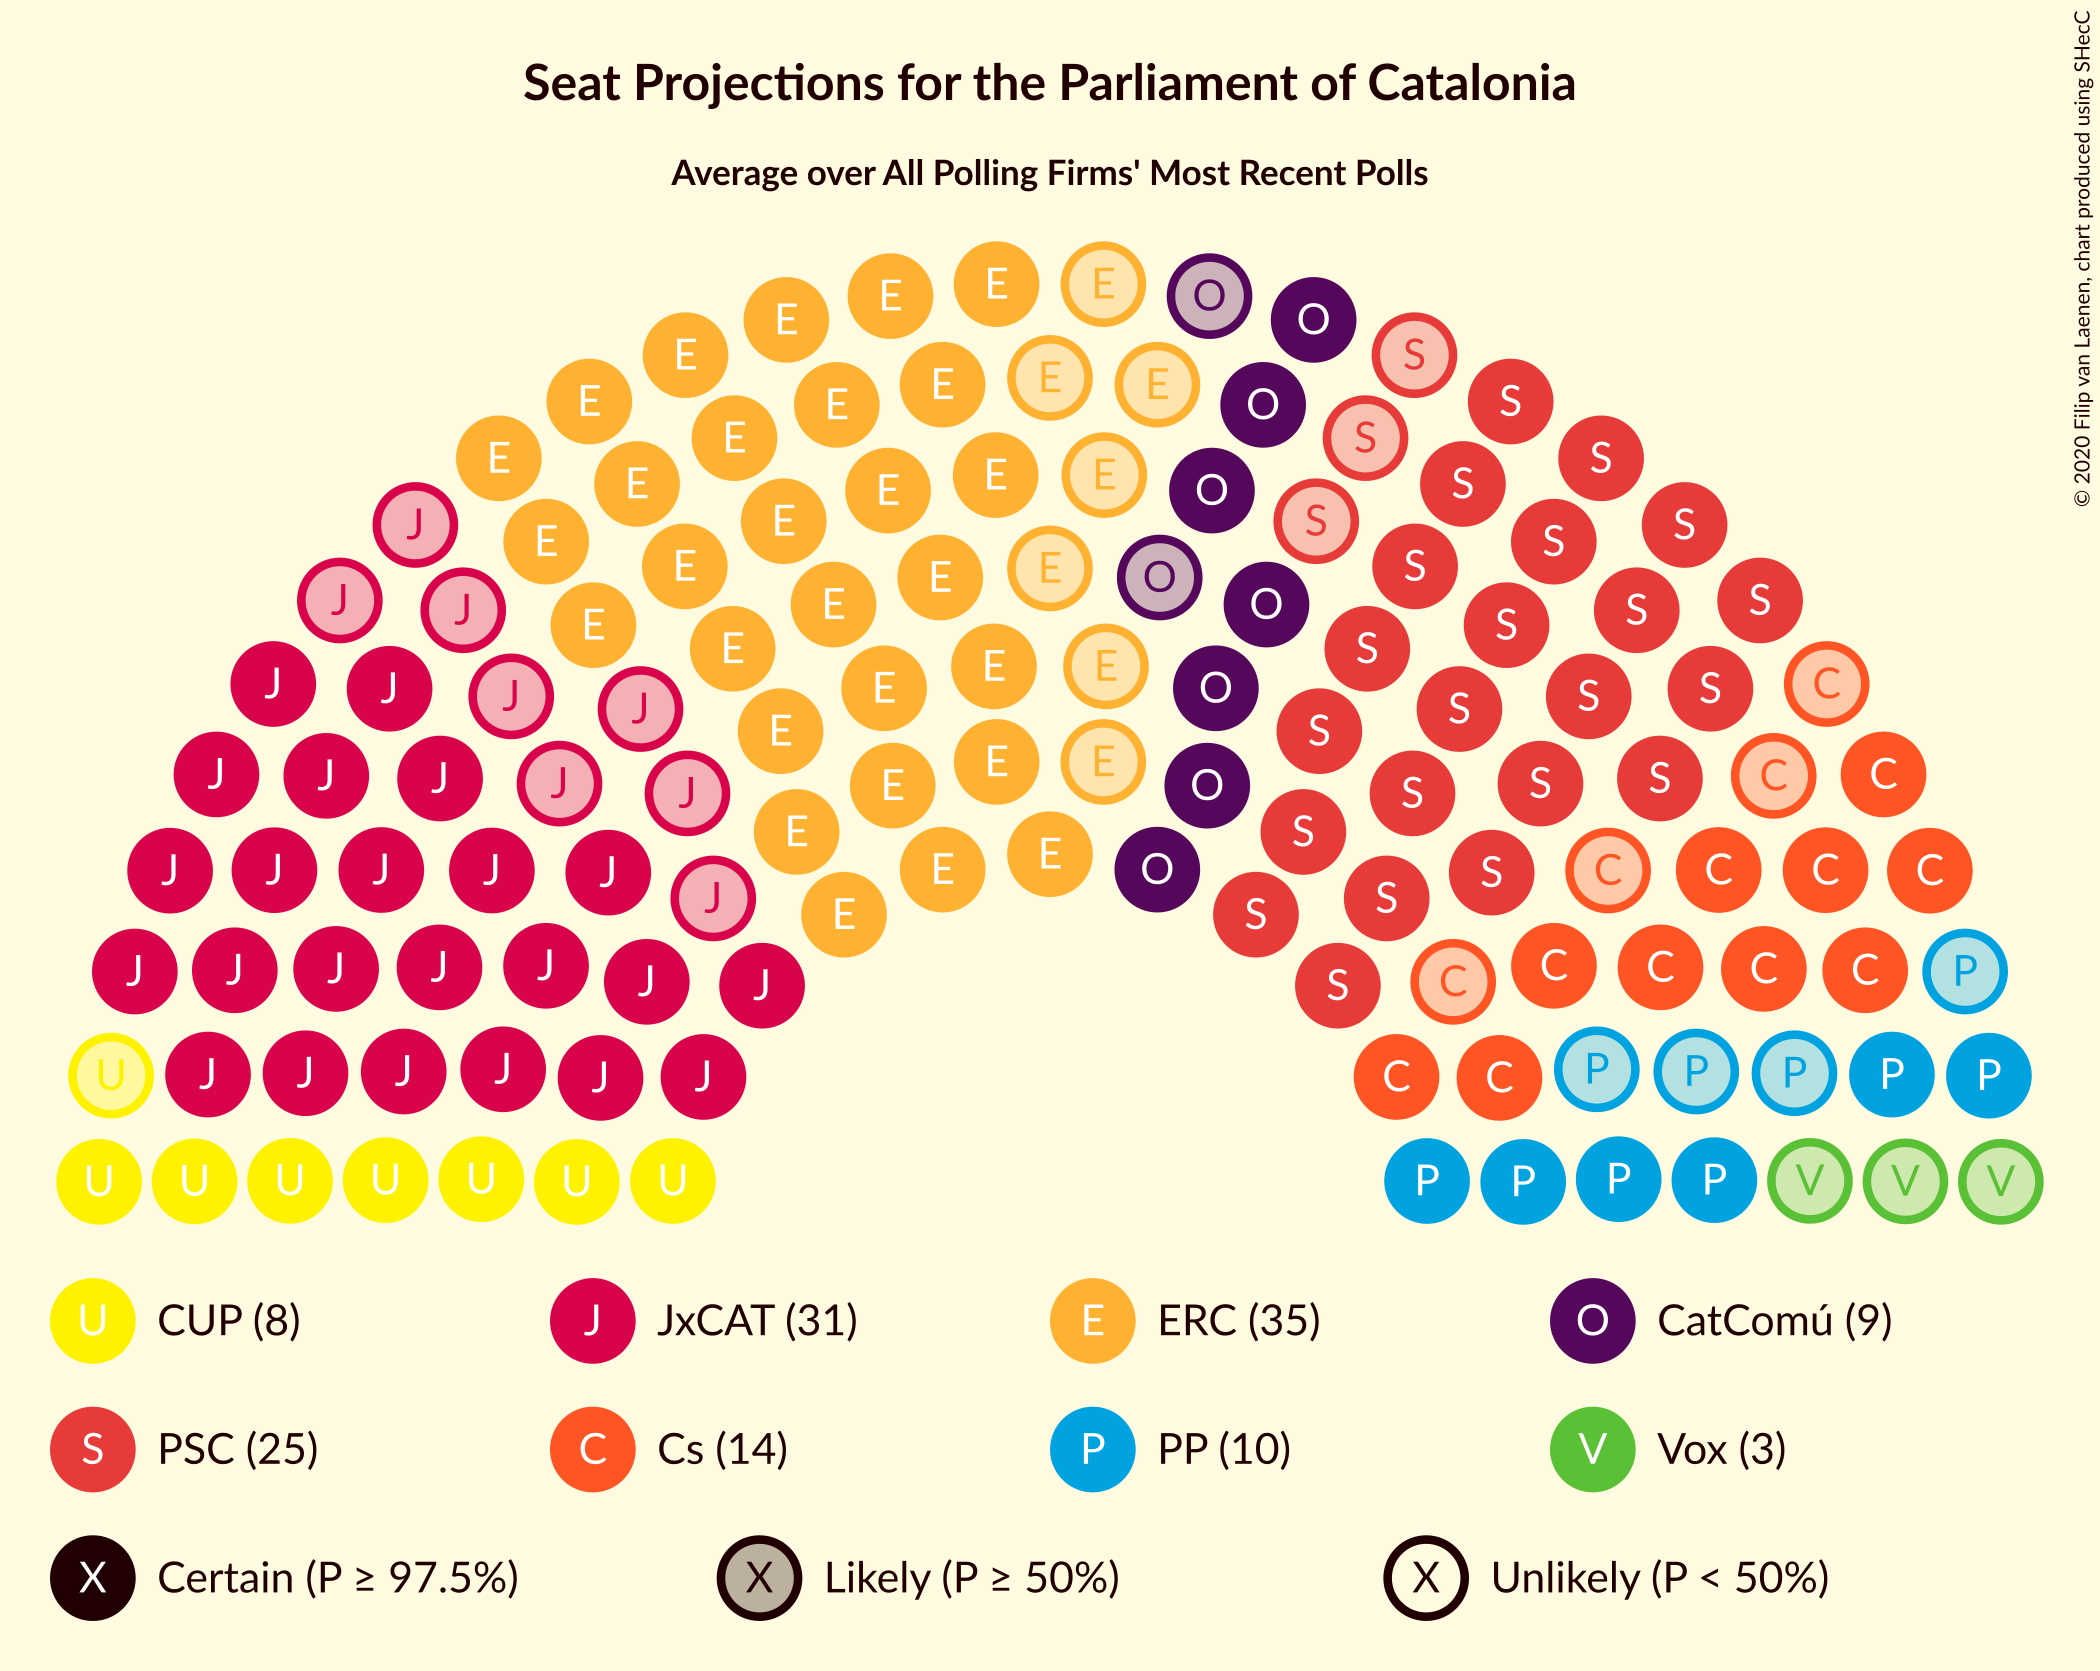 © 2020 Filip van Laenen, chart produced using SHecC
Seat Projections for the Parliament of Catalonia
Average over All Polling Firms' Most Recent Polls
E E E O
E O
E S
E E E
E E O S
E S
E E E S
E E S
E O
J E S S
E S
E E S
E O
J E O S
J S
E S
E S
E E
J J E O S C
J S
J E S
E S
E E
J J J S C C
J J E O S S
E S
J J J J J E E O S C C C C
J E S S
J J J J J C C C C P
J J S C
U J J J J J J C C P P P P P
U U U U U U U P P P P V V V
U CUP (8) J JxCAT (31) E ERC (35) O CatComú (9)
S PSC (25) C Cs (14) P PP (10) V Vox (3)
X Certain (P ≥ 97.5%) X Likely (P ≥ 50%) X Unlikely (P < 50%)